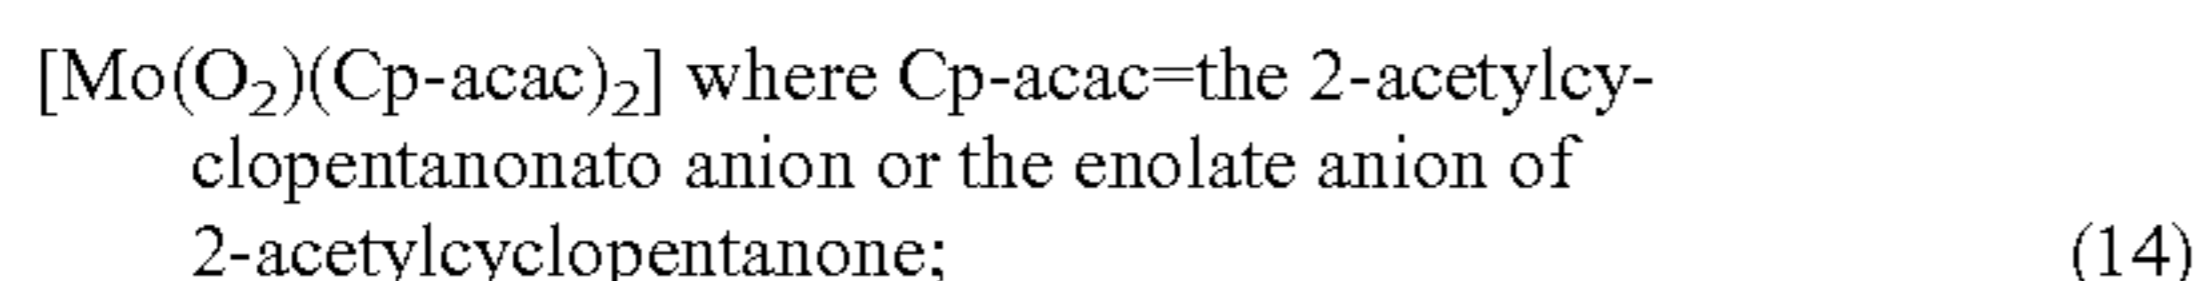 [Mo(O₂)(Cp-acac)₂] where Cp-acac=the 2-acetylcy-
clopentanonato anion or the enolate anion of
2-acetylcyclopentanone; (14)